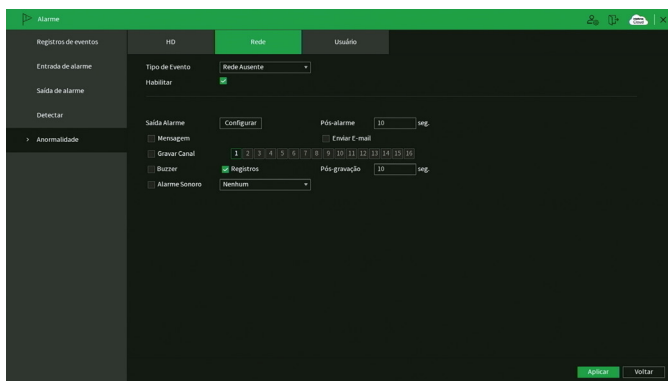 Alarme
Registros de eventos
HD Rede Usuário
Entrada de alarme
Tipo de Evento Rede Ausente
Habilitar
Saída de alarme
Detectar
Saída Alarme Configurar Pós-alarme 10 seg.
> Anormalidade
Mensagem Enviar E-mail
Gravar Canal 1 2 3 4 5 6 7 8 9 10 11 12 13 14 15 16
Buzzer Registros Pós-gravação 10 seg.
Alarme Sonoro Nenhum
Aplicar Voltar